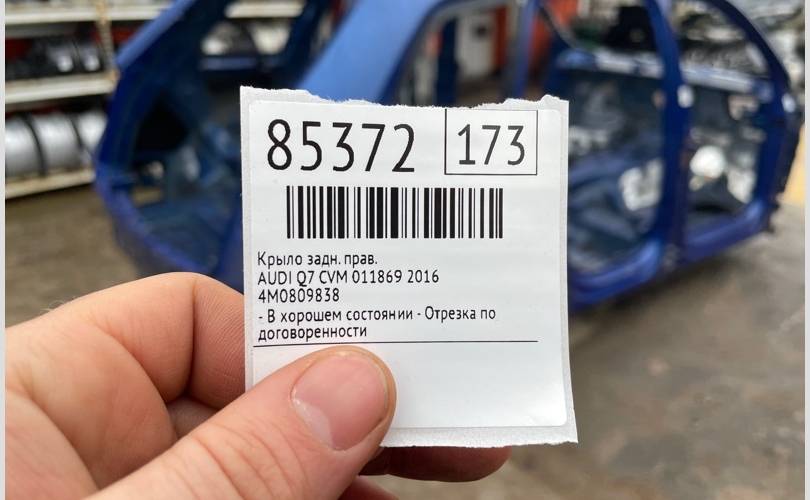 85372 173
Крыло задн. прав.
AUDI Q7 CVM 011869 2016
4M0809838
- В хорошем состоянии - Отрезка по
договоренности